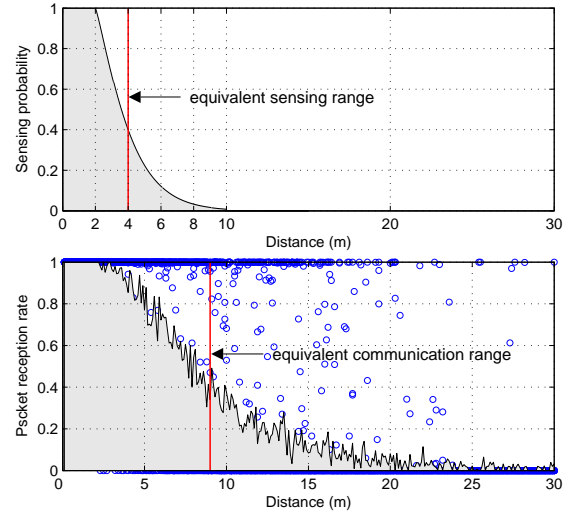 1
0.8
0.6
0.4
0.2
0
Sensing probability
equivalent sensing range
0 2 4 6 8 10 20 30
Distance (m)
1
0.8
0.6
0.4
0.2
0
Pscket reception rate
equivalent communication range
0 5 10 15 20 25 30
Distance (m)